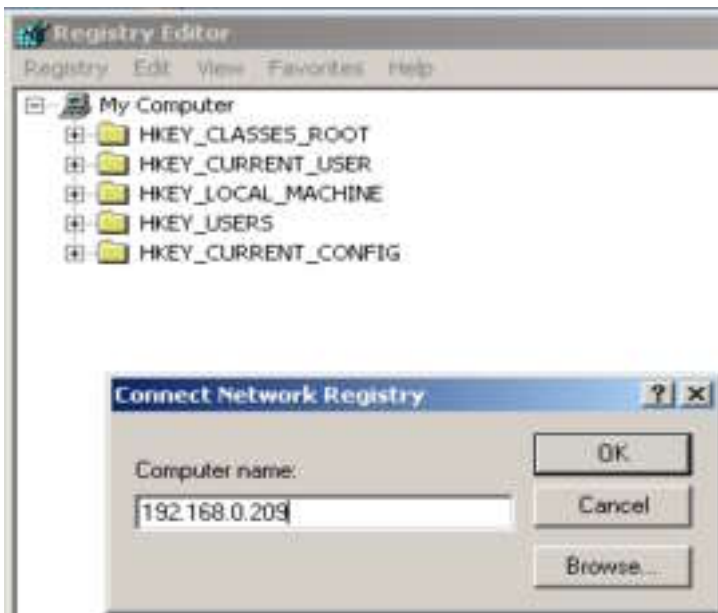 Registry Editor
Registry Edit View Favorites Help
My Computer
HKEY_CLASSES_ROOT
HKEY_CURRENT_USER
HKEY_LOCAL_MACHINE
HKEY_USERS
HKEY_CURRENT_CONFIG
Connect Network Registry
Computer name:
192.168.0.209
OK
Cancel
Browse...